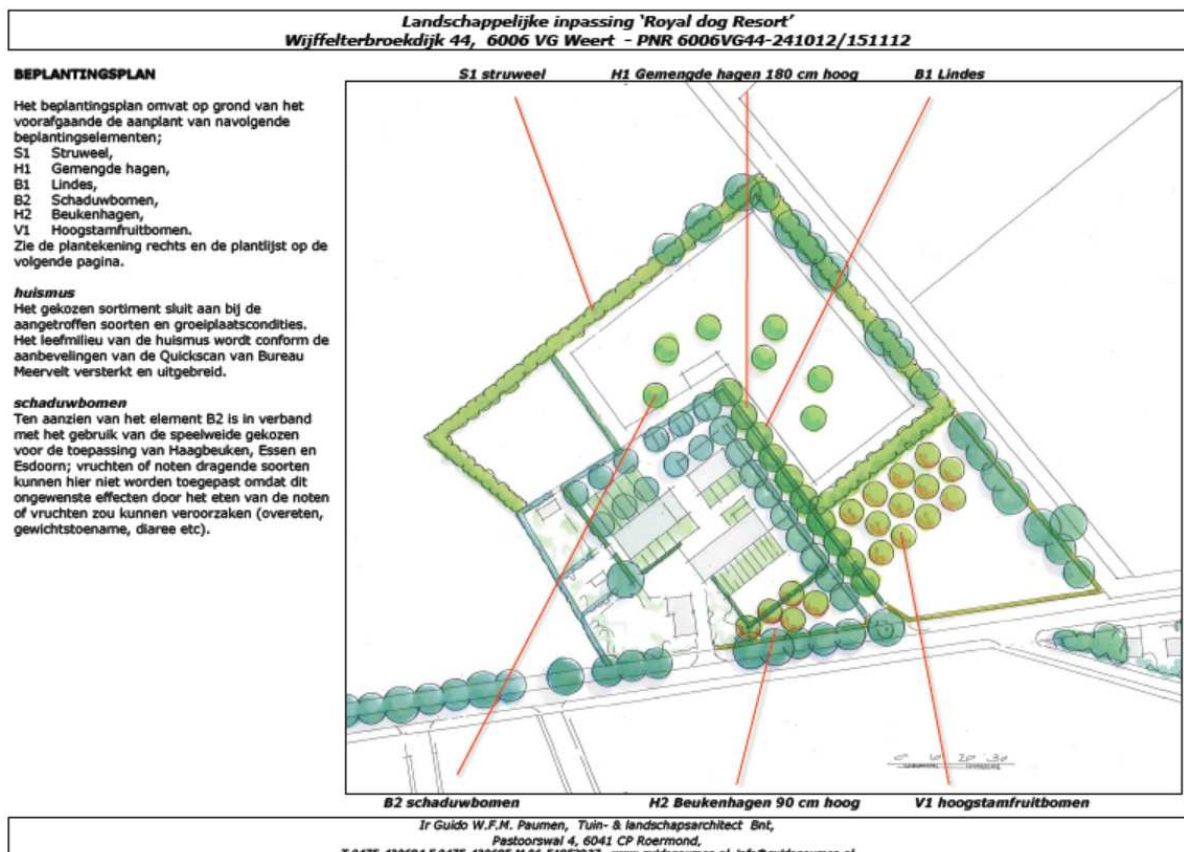 Landschappelijke inpassing ‘Royal dog Resort’
Wijffelterbroekdijk 44, 6006 VG Weert - PNR 6006VG44-241012/151112
BEPLANTINGSPLAN
Het beplantingsplan omvat op grond van het
voorafgaande de aanplant van navolgende
beplantingselementen;
S1 Struweel,
H1 Gemengde hagen,
B1 Lindes,
B2 Schaduwbomen,
H2 Beukenhagen,
V1 Hoogstamfruitbomen.
Zie de plantekening rechts en de plantlijst op de
volgende pagina.
huismus
Het gekozen sortiment sluit aan bij de
aangetroffen soorten en groeiplaatscondities.
Het leefmilieu van de huismus wordt conform de
aanbevelingen van de Quickscan van Bureau
Meervelt versterkt en uitgebreid.
schaduwbomen
Ten aanzien van het element B2 is in verband
met het gebruik van de speelweide gekozen
voor de toepassing van Haagbeuken, Essen en
Esdoorn; vruchten of noten dragende soorten
kunnen hier niet worden toegepast omdat dit
ongewenste effecten door het eten van de noten
of vruchten zou kunnen veroorzaken (overeten,
gewichtstoename, diaree etc).
S1 struweel
H1 Gemengde hagen 180 cm hoog
B1 Lindes
0 10 20 30
B2 schaduwbomen
H2 Beukenhagen 90 cm hoog
V1 hoogstamfruitbomen
Ir Guido W.F.M. Paumen, Tuin- & landschapsarchitect Bnt,
Pastoorswal 4, 6041 CP Roermond,